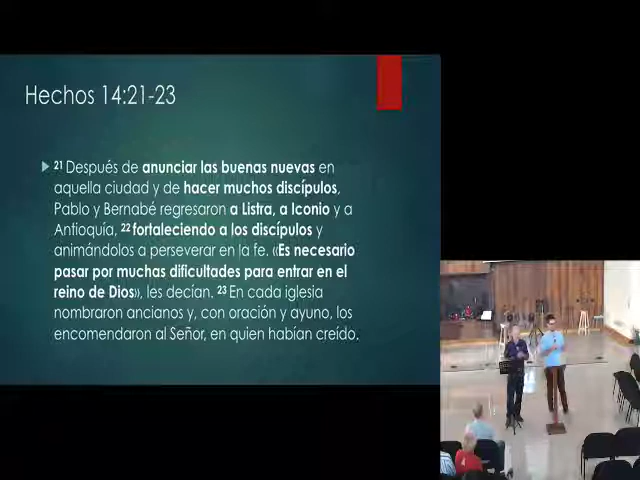 Hechos 14:21-23
21 Después de anunciar las buenas nuevas en
aquella ciudad y de hacer muchos discípulos,
Pablo y Bernabé regresaron a Listra, a Iconio y a
Antioquía, 22 fortaleciendo a los discípulos y
animándolos a perseverar en la fe. «Es necesario
pasar por muchas dificultades para entrar en el
reino de Dios», les decían. 23 En cada iglesia
nombraron ancianos y, con oración y ayuno, los
encomendaron al Señor, en quien habían creído.